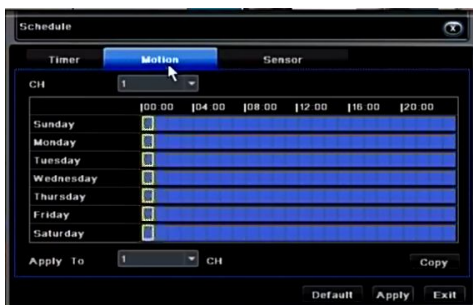 Schedule
Timer Motion Sensor
CH 1
00:00 04:00 08:00 12:00 16:00 20:00
Sunday
Monday
Tuesday
Wednesday
Thursday
Friday
Saturday
Apply To 1 CH Copy
Default Apply Exit